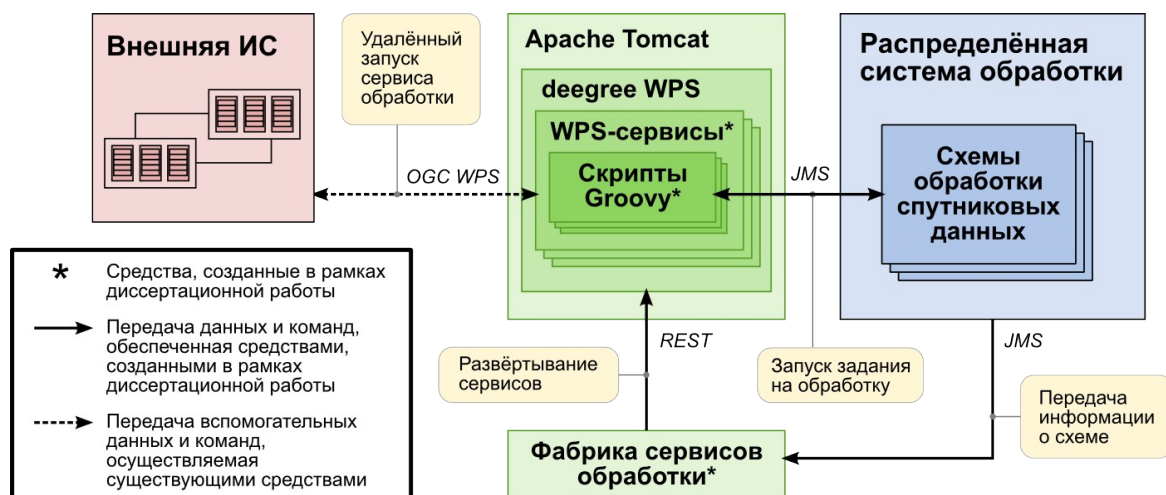 Внешняя ИС
Удалённый
запуск
сервиса
обработки
OGC WPS
Apache Tomcat
deegree WPS
WPS-сервисы*
Скрипты
Groovy*
JMS
Распределённая
система обработки
Схемы
обработки
спутниковых
данных
* Средства, созданные в рамках
диссертационной работы
Передача данных и команд,
обеспеченная средствами,
созданными в рамках
диссертационной работы
Передача вспомогательных
данных и команд,
осуществляемая
существующими средствами
REST
Развёртывание
сервисов
Запуск задания
на обработку
JMS
Передача
информации
о схеме
Фабрика сервисов
обработки*